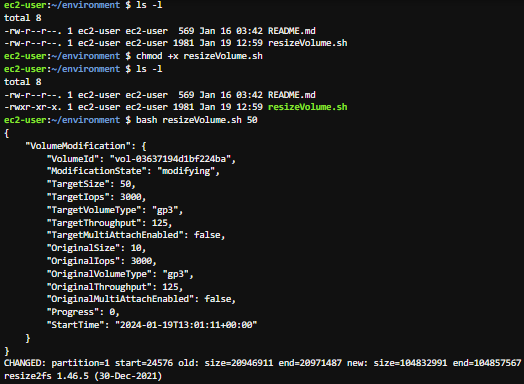 ec2-user:~/environment $ ls -l
total 8
-rw-r--r--. 1 ec2-user ec2-user  569 Jan 16 03:42 README.md
-rw-r--r--. 1 ec2-user ec2-user 1981 Jan 19 12:59 resizeVolume.sh
ec2-user:~/environment $ chmod +x resizeVolume.sh
ec2-user:~/environment $ ls -l
total 8
-rw-r--r--. 1 ec2-user ec2-user  569 Jan 16 03:42 README.md
-rwxr-xr-x. 1 ec2-user ec2-user 1981 Jan 19 12:59 resizeVolume.sh
ec2-user:~/environment $ bash resizeVolume.sh 50
{
    "VolumeModification": {
        "VolumeId": "vol-03637194d1bf224ba",
        "ModificationState": "modifying",
        "TargetSize": 50,
        "TargetIops": 3000,
        "TargetVolumeType": "gp3",
        "TargetThroughput": 125,
        "TargetMultiAttachEnabled": false,
        "OriginalSize": 10,
        "OriginalIops": 3000,
        "OriginalVolumeType": "gp3",
        "OriginalThroughput": 125,
        "OriginalMultiAttachEnabled": false,
        "Progress": 0,
        "StartTime": "2024-01-19T13:01:11+00:00"
    }
}
CHANGED: partition=1 start=24576 old: size=20946911 end=20971487 new: size=104832991 end=104857567
resize2fs 1.46.5 (30-Dec-2021)